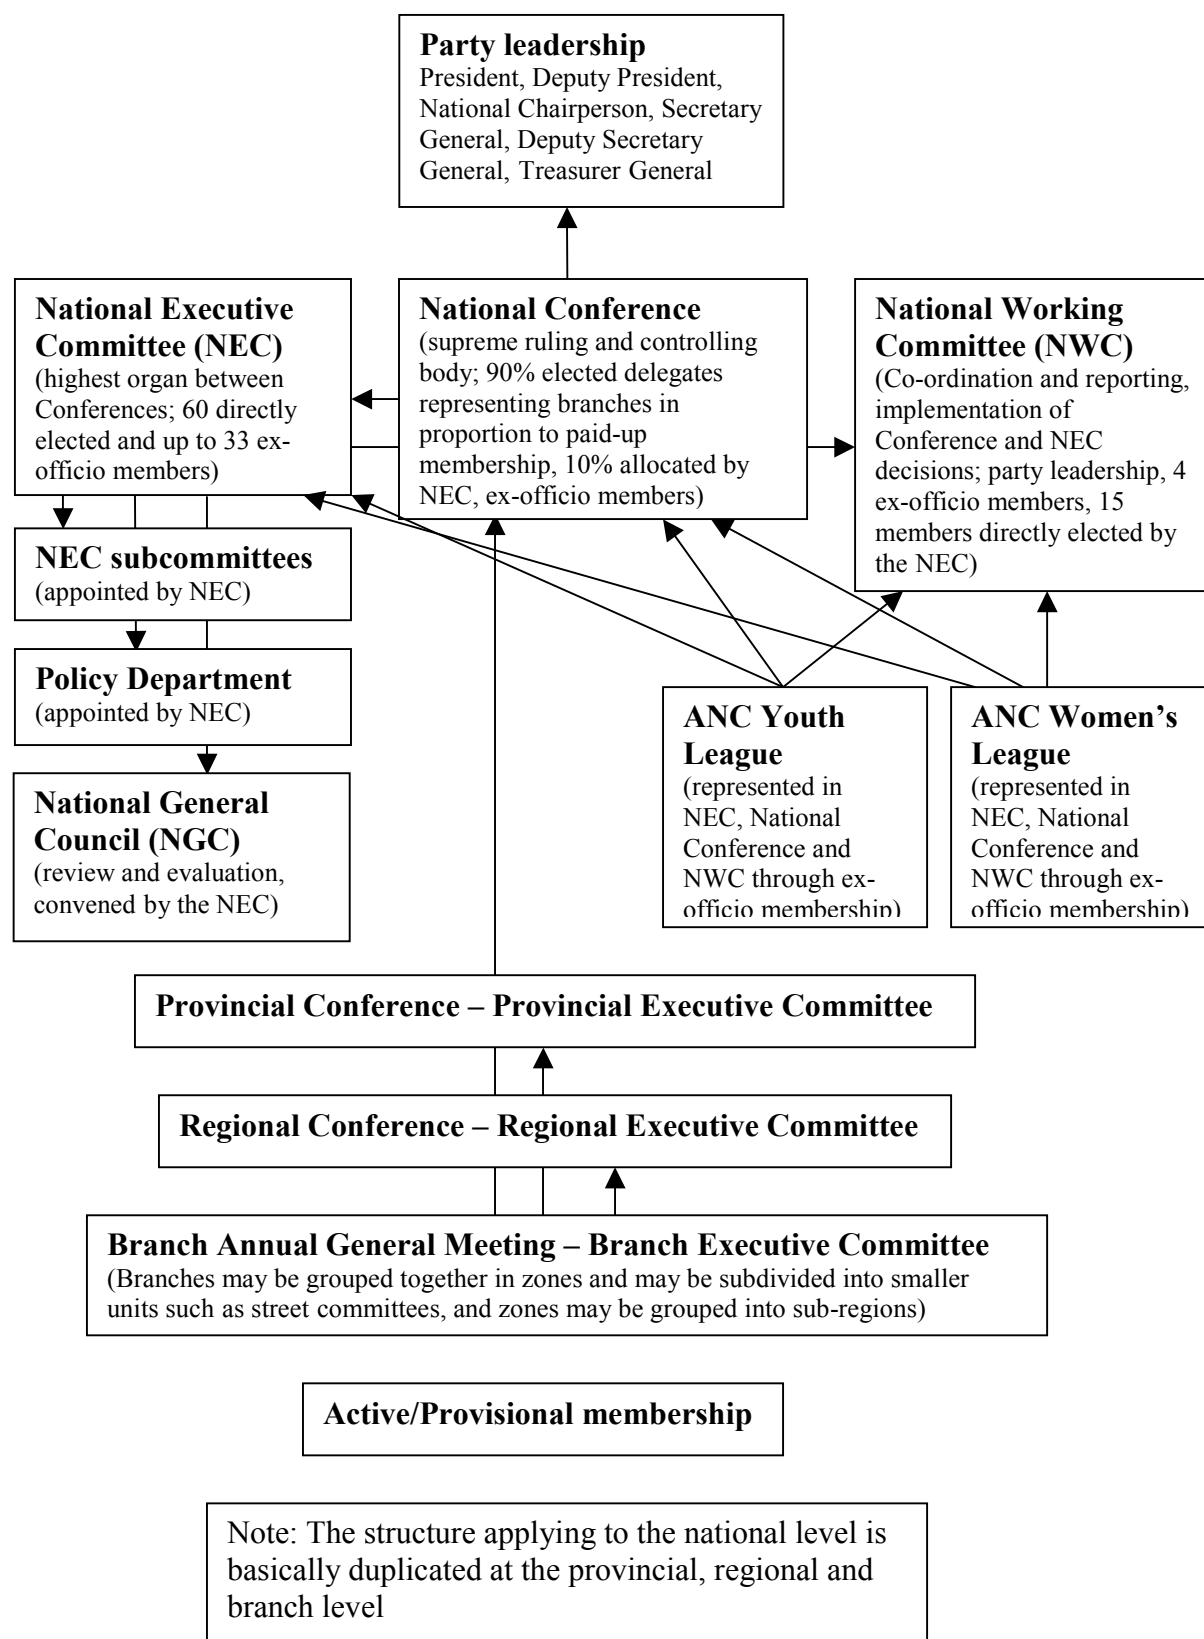 Party leadership
President, Deputy President,
National Chairperson, Secretary
General, Deputy Secretary
General, Treasurer General
National Executive
Committee (NEC)
(highest organ between
Conferences; 60 directly
elected and up to 33 ex-
officio members)
National Conference
(supreme ruling and controlling
body; 90% elected delegates
representing branches in
proportion to paid-up
membership, 10% allocated by
NEC, ex-officio members)
National Working
Committee (NWC)
(Co-ordination and reporting,
implementation of
Conference and NEC
decisions; party leadership, 4
ex-officio members, 15
members directly elected by
the NEC)
NEC subcommittees
(appointed by NEC)
Policy Department
(appointed by NEC)
National General
Council (NGC)
(review and evaluation,
convened by the NEC)
ANC Youth
League
(represented in
NEC, National
Conference and
NWC through ex-
officio membership)
ANC Women’s
League
(represented in
NEC, National
Conference and
NWC through ex-
officio membership)
Provincial Conference – Provincial Executive Committee
Regional Conference – Regional Executive Committee
Branch Annual General Meeting – Branch Executive Committee
(Branches may be grouped together in zones and may be subdivided into smaller
units such as street committees, and zones may be grouped into sub-regions)
Active/Provisional membership
Note: The structure applying to the national level is
basically duplicated at the provincial, regional and
branch level